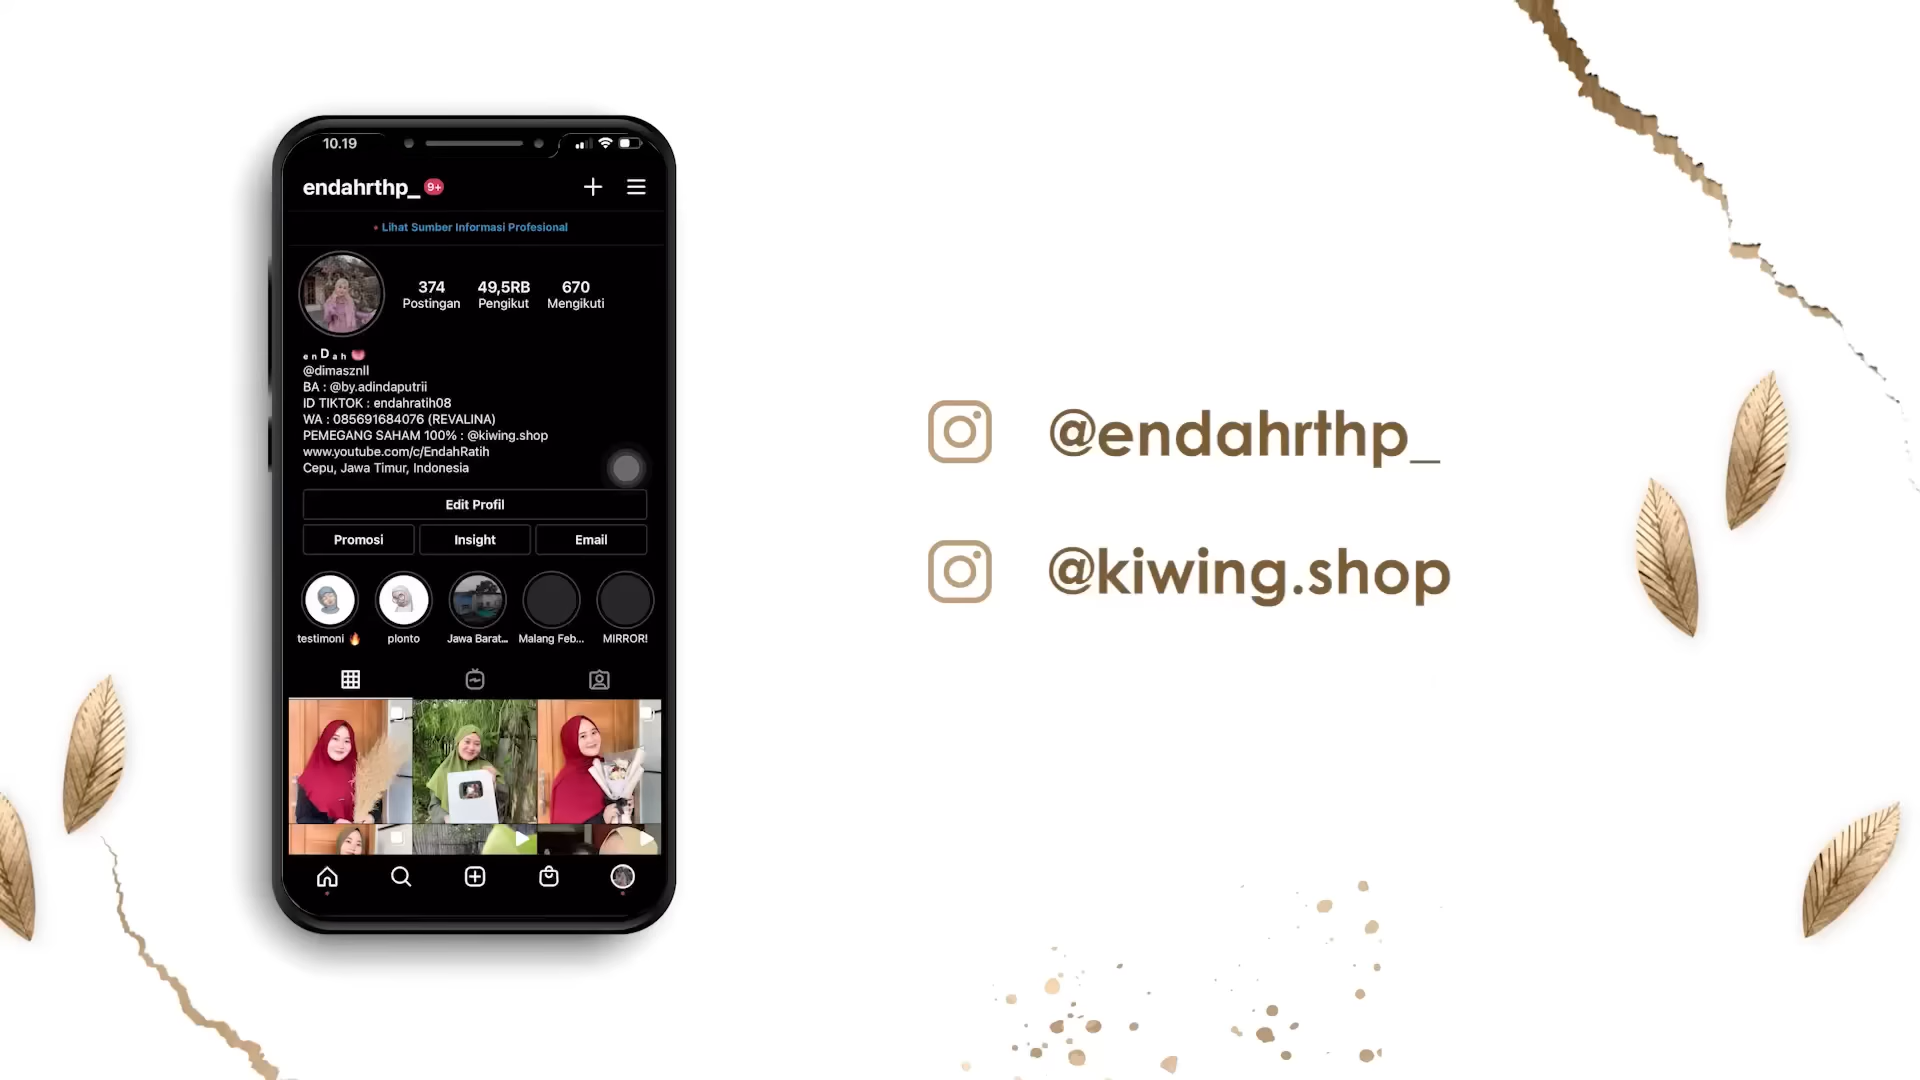 10.19
endahrthp_ 9+
Lihat Sumber Informasi Profesional
374 49,5RB 670
Postingan Pengikut Mengikuti
enDah
@dimasznll
BA : @by.adindaputrii
ID TIKTOK : endahratih08
WA : 085691684076 (REVALINA)
PEMEGANG SAHAM 100% : @kiwing.shop
www.youtube.com/c/EndahRatih
Cepu, Jawa Timur, Indonesia
Edit Profil
Promosi Insight Email
testimoni 🔥 plonto Jawa Barat... Malang Feb... MIRROR!
@endahrthp_
@kiwing.shop